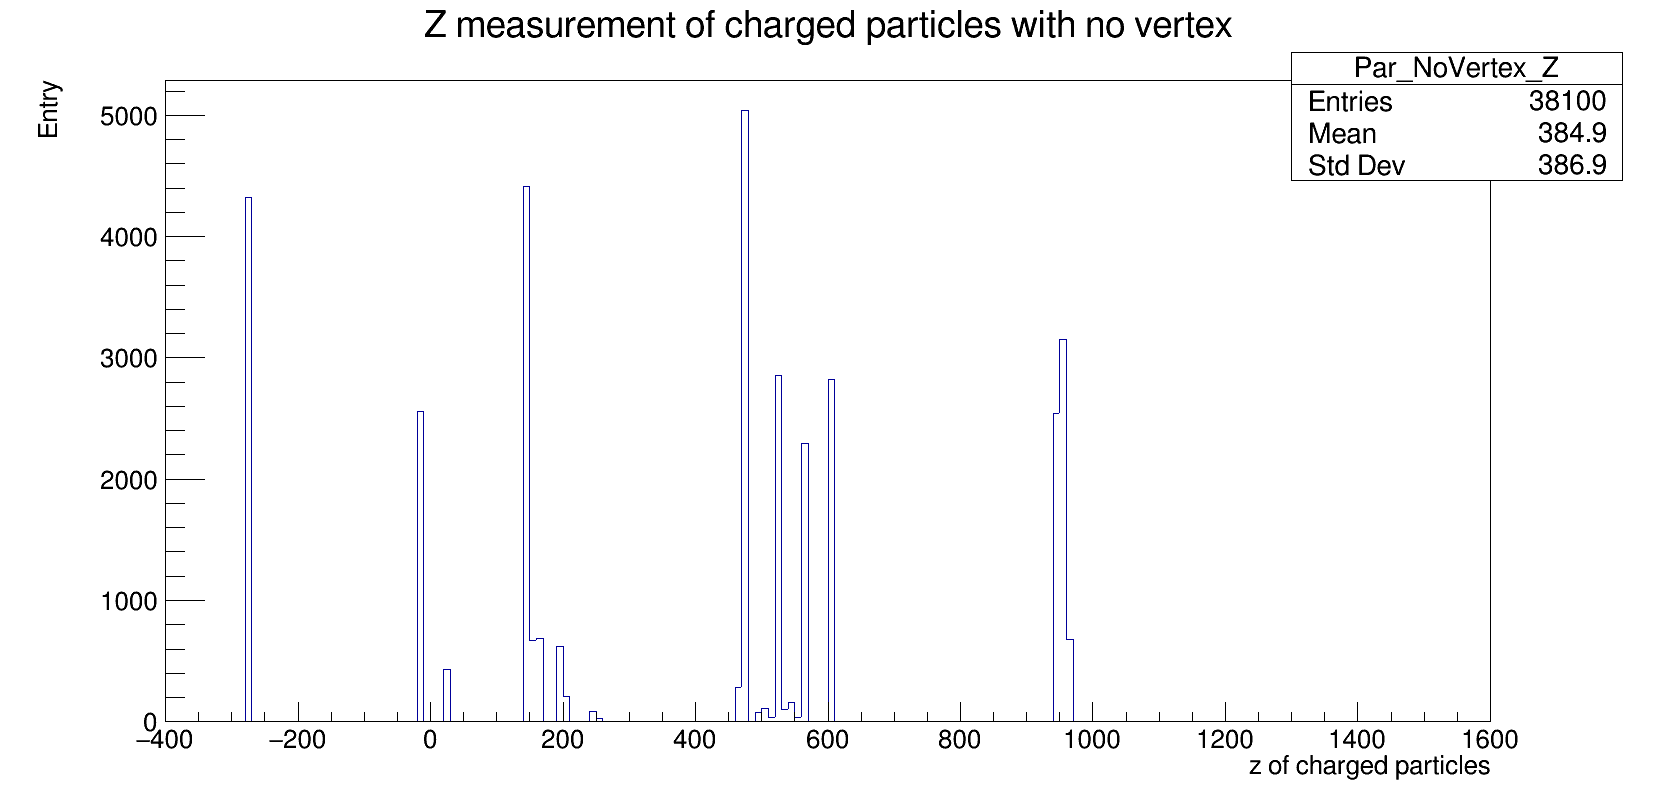 Z measurement of charged particles with no vertex
Par_NoVertex_Z
Entries 38100
Mean 384.9
Std Dev 386.9
Entry
5000
4000
3000
2000
1000
0
−400 −200 0 200 400 600 800 1000 1200 1400 1600
z of charged particles